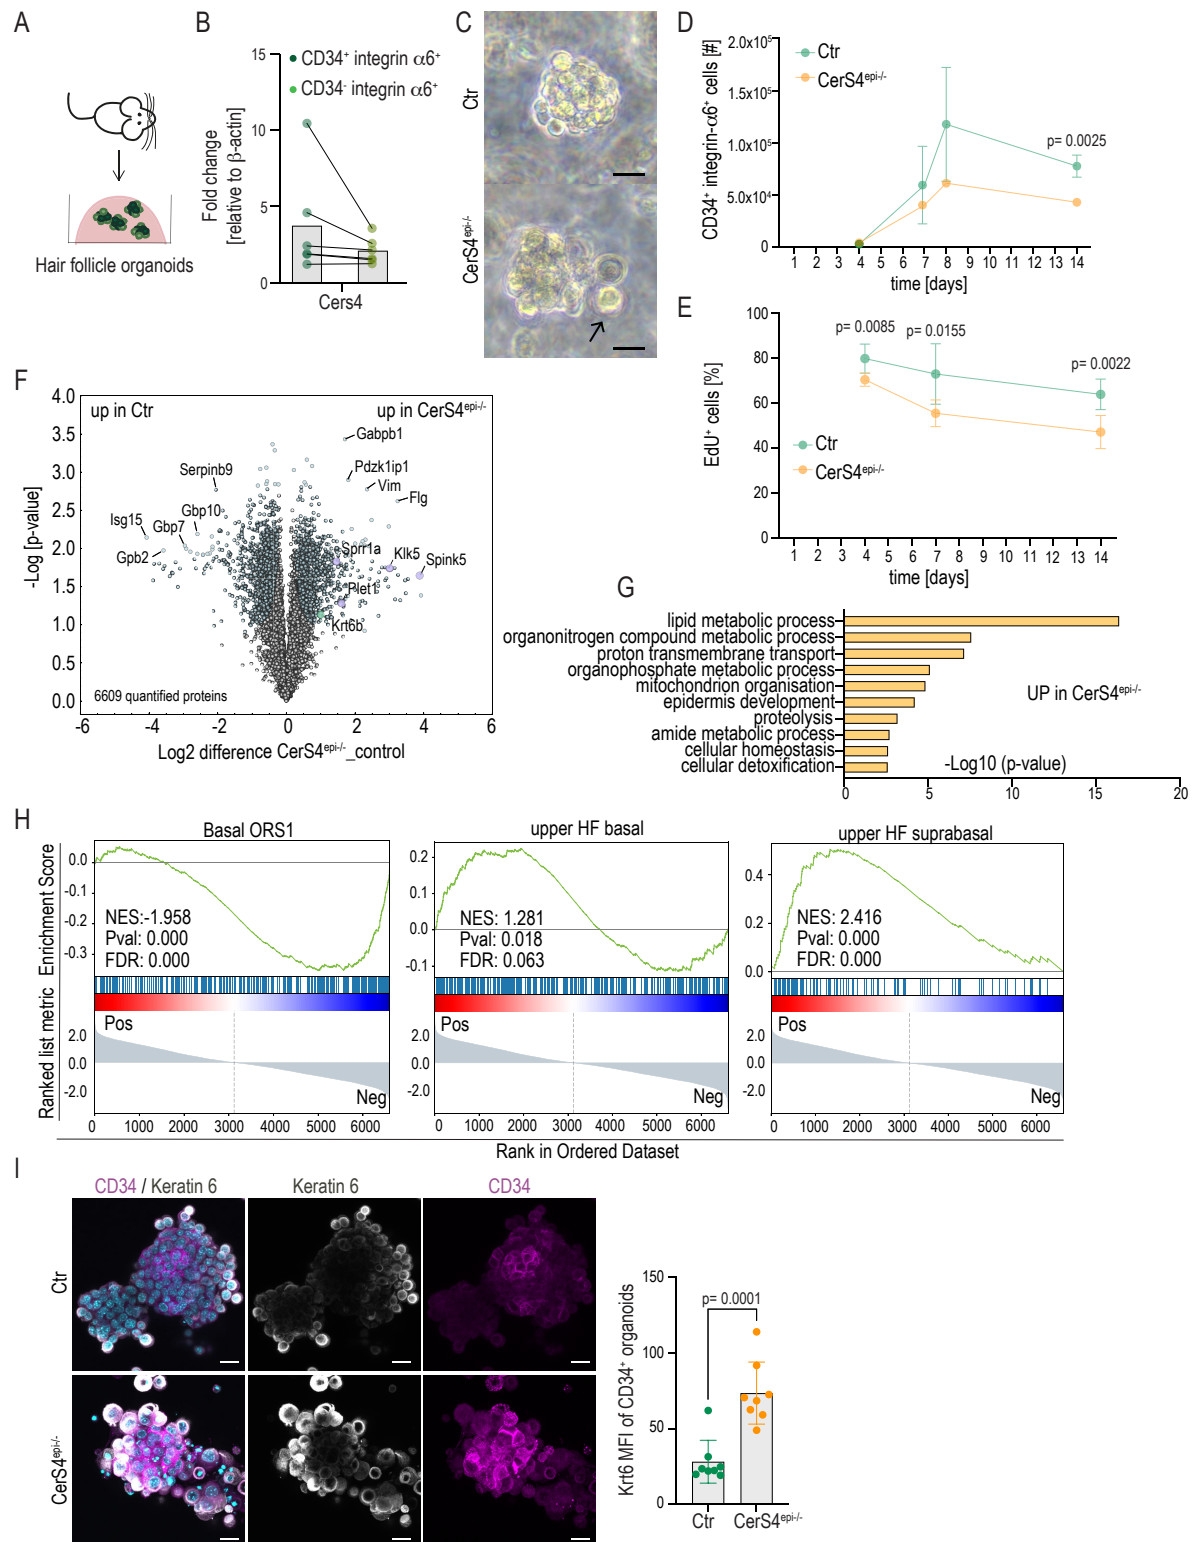 A
Hair follicle organoids
B
Fold change
[relative to β-actin]
15
10
5
0
CD34⁺ integrin α6⁺
CD34⁻ integrin α6⁺
Cers4
C
Ctr
CerS4ᵉᵖⁱ⁻/⁻
D
CD34⁺ integrin-α6⁺ cells [#]
2.0x10⁵
1.5x10⁵
1.0x10⁵
5.0x10⁴
0
Ctr
CerS4ᵉᵖⁱ⁻/⁻
p= 0.0025
1 2 3 4 5 6 7 8 9 10 11 12 13 14
time [days]
E
EdU⁺ cells [%]
100
80
60
40
20
0
p= 0.0085
p= 0.0155
p= 0.0022
Ctr
CerS4ᵉᵖⁱ⁻/⁻
1 2 3 4 5 6 7 8 9 10 11 12 13 14
time [days]
F
-Log [p-value]
4.0
3.5
3.0
2.5
2.0
1.5
1.0
0.5
0.0
up in Ctr
up in CerS4ᵉᵖⁱ⁻/⁻
Gabpb1
Serpinb9
Pdzk1ip1
Vim
Flg
Isg15
Gbp7
Gbp10
Gpb2
Sprr1a
Klk5
Spink5
Plet1
Krt6b
6609 quantified proteins
-6 -4 -2 0 2 4 6
Log2 difference CerS4ᵉᵖⁱ⁻/⁻_control
G
lipid metabolic process
organonitrogen compound metabolic process
proton transmembrane transport
organophosphate metabolic process
mitochondrion organisation
epidermis development
proteolysis
amide metabolic process
cellular homeostasis
cellular detoxification
UP in CerS4ᵉᵖⁱ⁻/⁻
-Log10 (p-value)
0 5 10 15 20
H
Ranked list metric
Enrichment Score
Basal ORS1
0.0
-0.1
-0.2
-0.3
NES:-1.958
Pval: 0.000
FDR: 0.000
Pos
2.0
0.0
-2.0
Neg
0 1000 2000 3000 4000 5000 6000
upper HF basal
0.2
0.1
0.0
-0.1
NES: 1.281
Pval: 0.018
FDR: 0.063
Pos
2.0
0.0
-2.0
Neg
0 1000 2000 3000 4000 5000 6000
upper HF suprabasal
0.4
0.2
0.0
NES: 2.416
Pval: 0.000
FDR: 0.000
Pos
2.0
0.0
-2.0
Neg
0 1000 2000 3000 4000 5000 6000
Rank in Ordered Dataset
I
CD34 / Keratin 6
Keratin 6
CD34
Ctr
CerS4ᵉᵖⁱ⁻/⁻
Krt6 MFI of CD34⁺ organoids
150
100
50
0
p= 0.0001
Ctr
CerS4ᵉᵖⁱ⁻/⁻